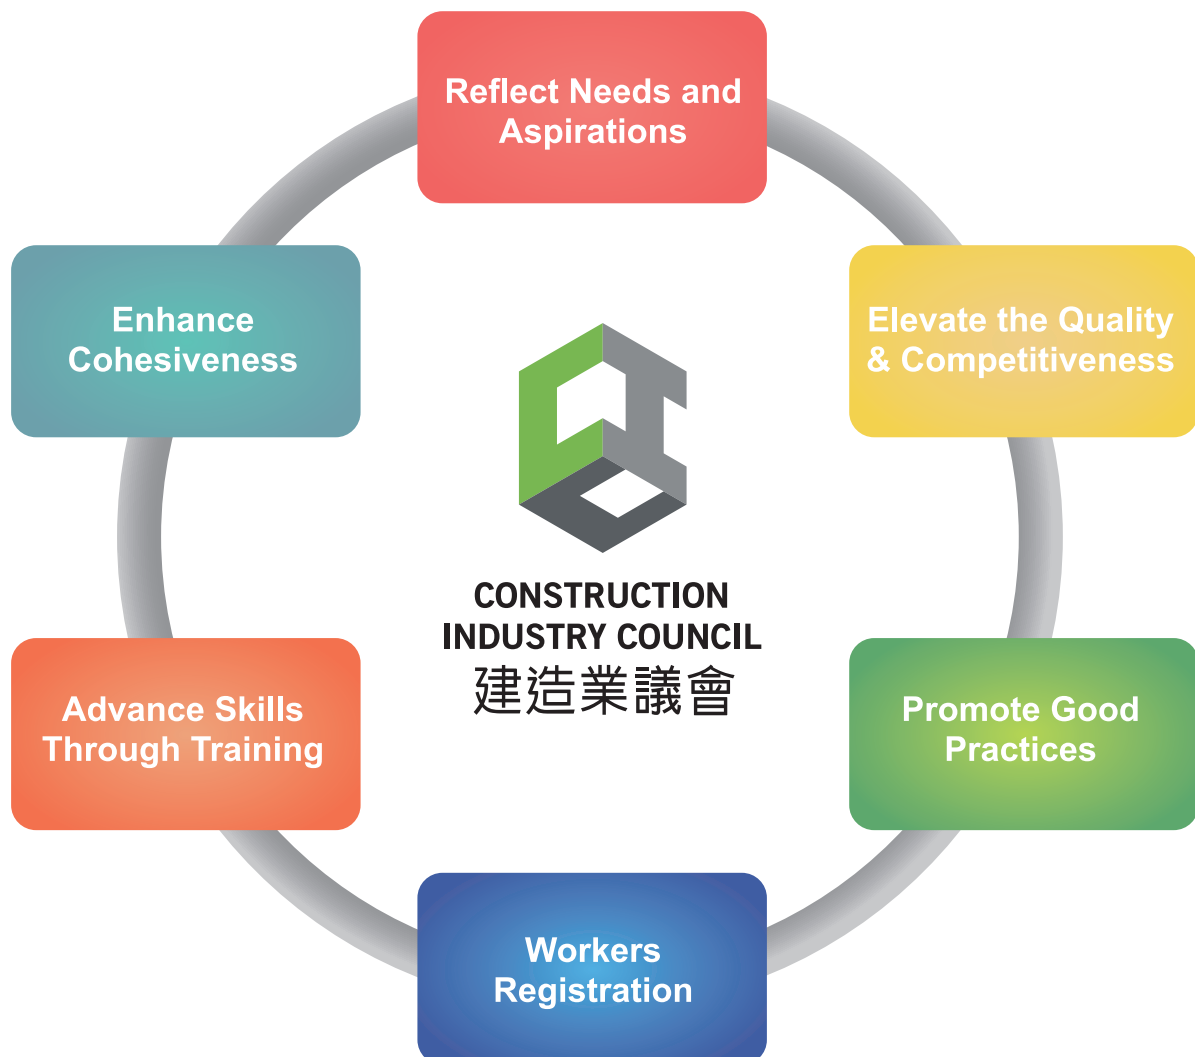 Reflect Needs and
Aspirations
Enhance
Cohesiveness
Elevate the Quality
& Competitiveness
CONSTRUCTION
INDUSTRY COUNCIL
建造業議會
Advance Skills
Through Training
Promote Good
Practices
Workers
Registration